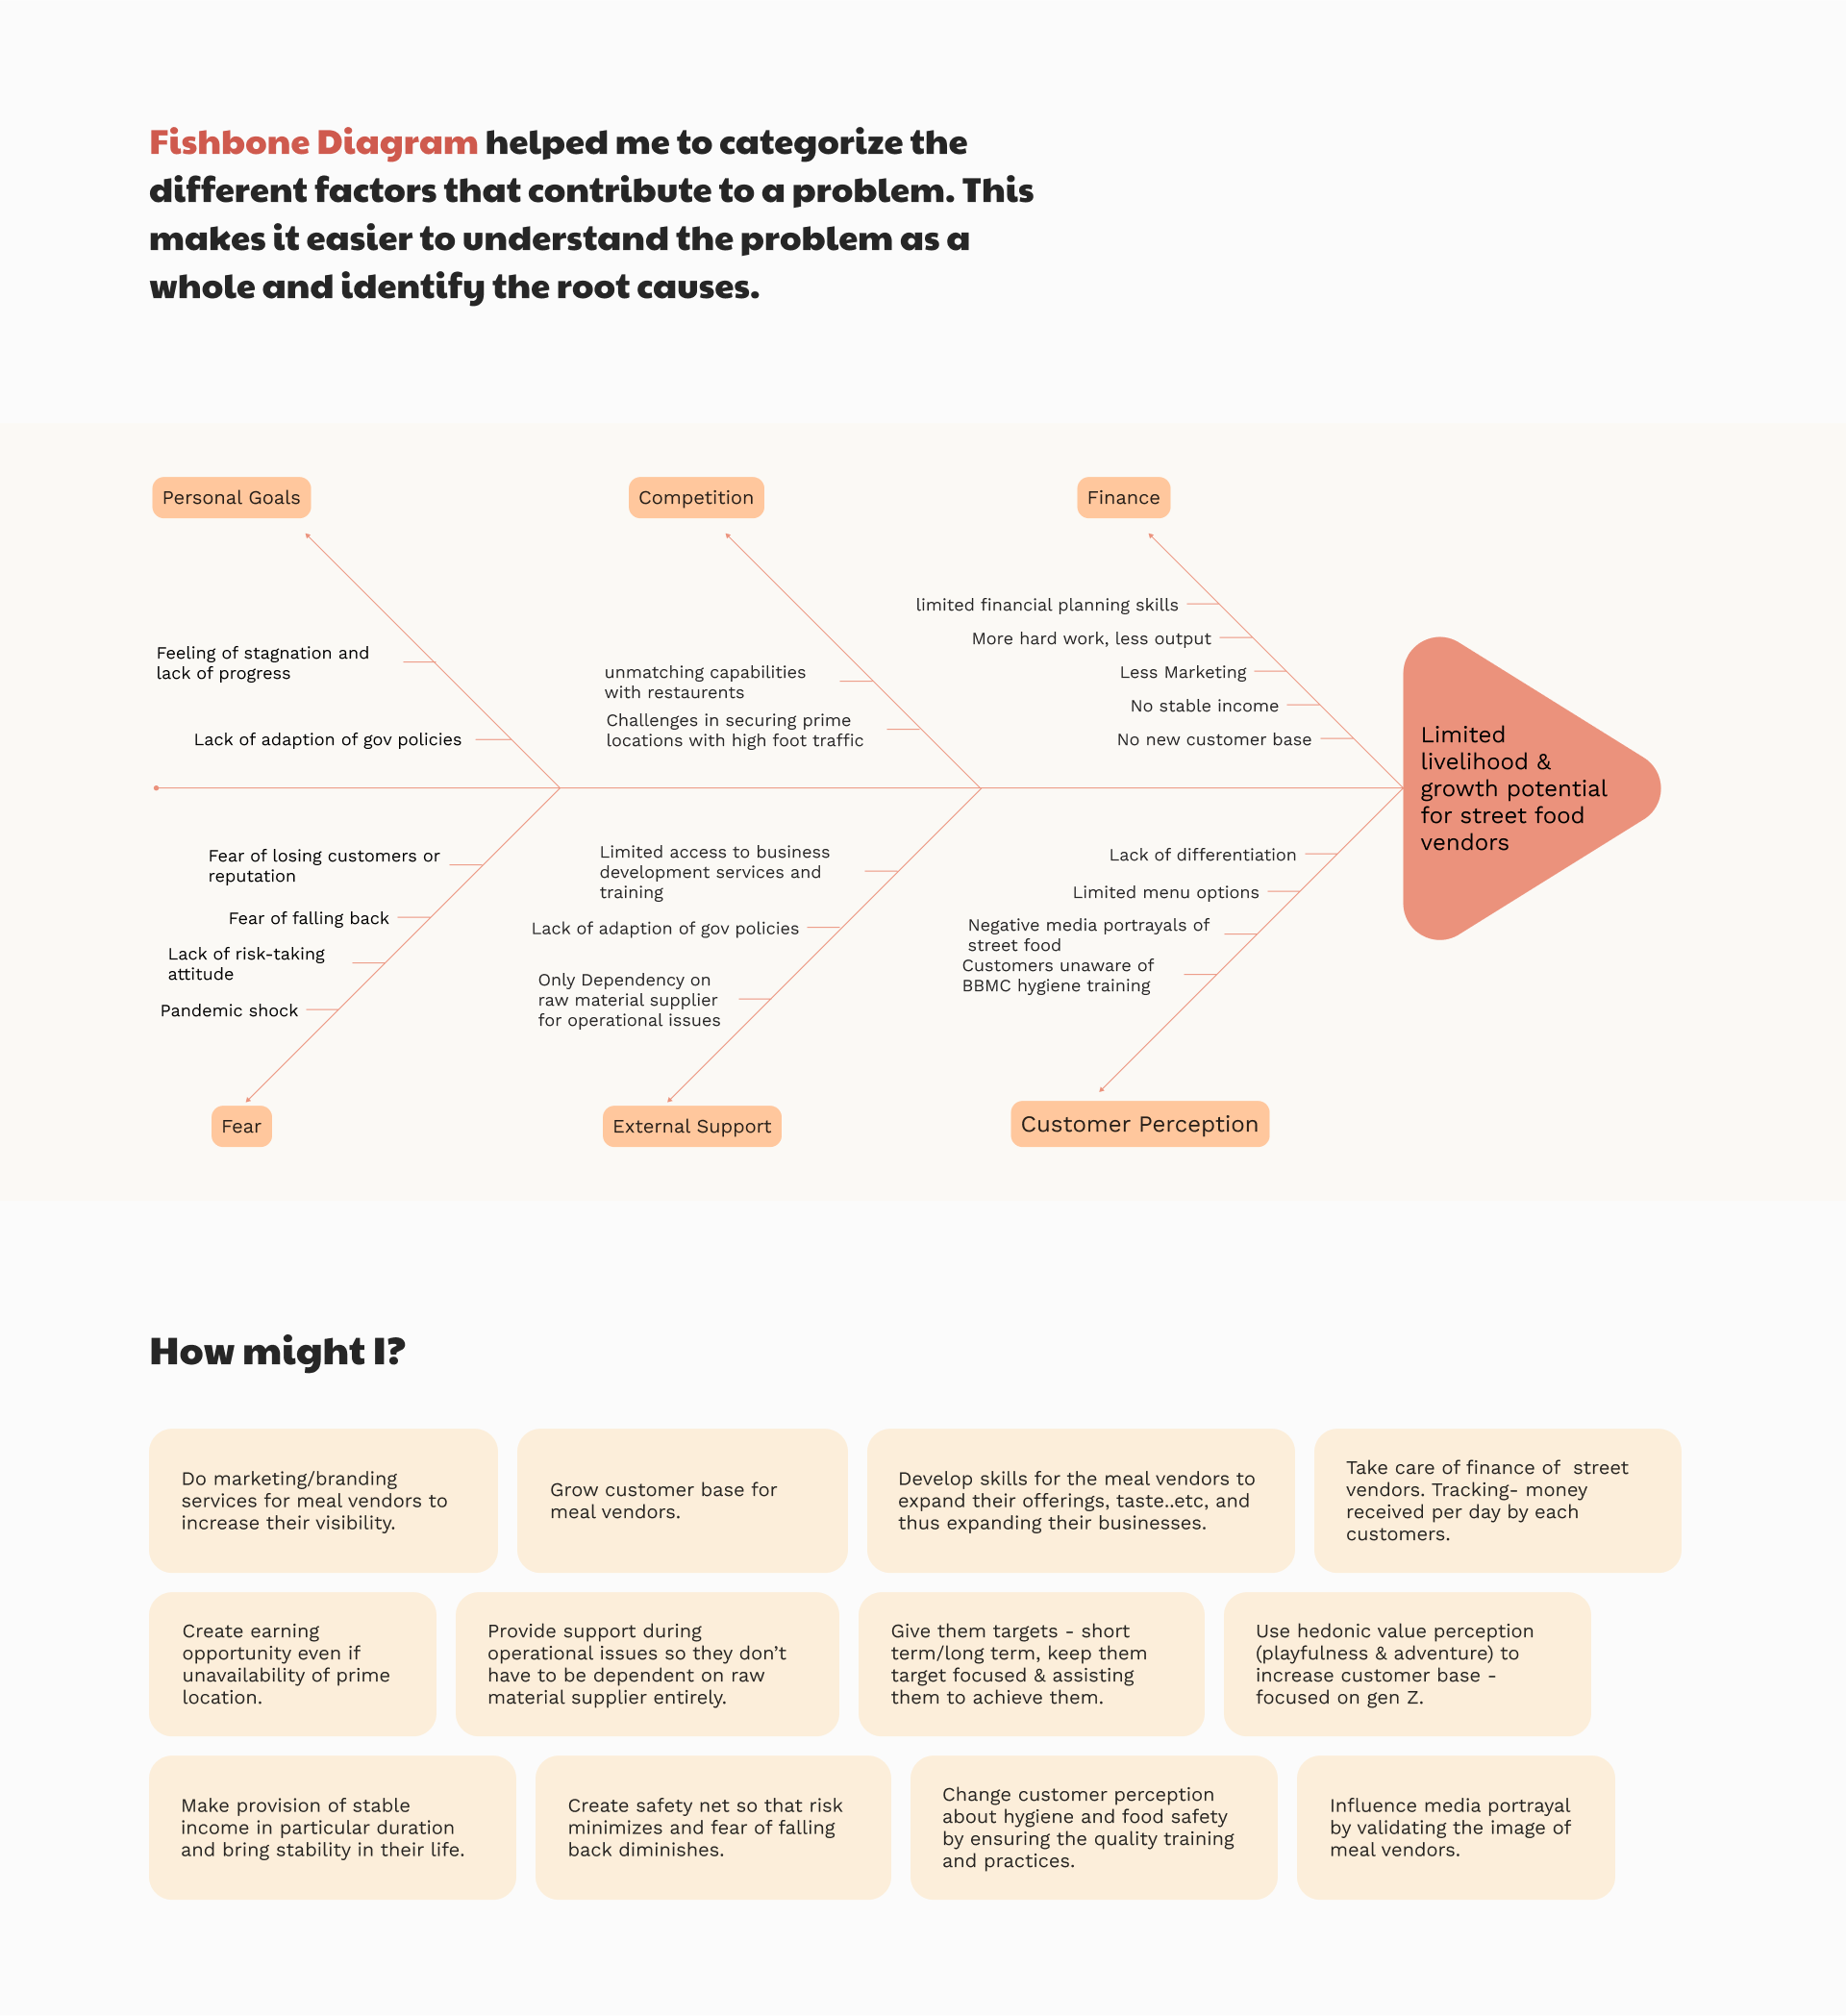 Fishbone Diagram helped me to categorize the
different factors that contribute to a problem. This
makes it easier to understand the problem as a
whole and identify the root causes.
Personal Goals
Feeling of stagnation and
lack of progress
Lack of adaption of gov policies
Competition
unmatching capabilities
with restaurents
Challenges in securing prime
locations with high foot traffic
Finance
limited financial planning skills
More hard work, less output
Less Marketing
No stable income
No new customer base
Limited
livelihood &
growth potential
for street food
vendors
Fear of losing customers or
reputation
Fear of falling back
Lack of risk-taking
attitude
Pandemic shock
Fear
Limited access to business
development services and
training
Lack of adaption of gov policies
Only Dependency on
raw material supplier
for operational issues
External Support
Lack of differentiation
Limited menu options
Negative media portrayals of
street food
Customers unaware of
BBMC hygiene training
Customer Perception
How might I?
Do marketing/branding
services for meal vendors to
increase their visibility.
Grow customer base for
meal vendors.
Develop skills for the meal vendors to
expand their offerings, taste..etc, and
thus expanding their businesses.
Take care of finance of  street
vendors. Tracking- money
received per day by each
customers.
Create earning
opportunity even if
unavailability of prime
location.
Provide support during
operational issues so they don’t
have to be dependent on raw
material supplier entirely.
Give them targets - short
term/long term, keep them
target focused & assisting
them to achieve them.
Use hedonic value perception
(playfulness & adventure) to
increase customer base -
focused on gen Z.
Make provision of stable
income in particular duration
and bring stability in their life.
Create safety net so that risk
minimizes and fear of falling
back diminishes.
Change customer perception
about hygiene and food safety
by ensuring the quality training
and practices.
Influence media portrayal
by validating the image of
meal vendors.